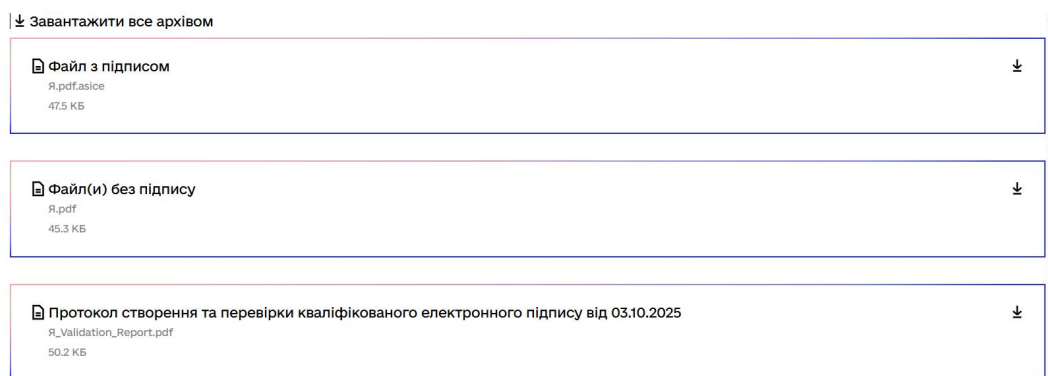 Завантажити все архівом
Файл з підписом
Я.pdf.asice
47.5 КБ
Файл(и) без підпису
Я.pdf
45.3 КБ
Протокол створення та перевірки кваліфікованого електронного підпису від 03.10.2025
Я_Validation_Report.pdf
50.2 КБ